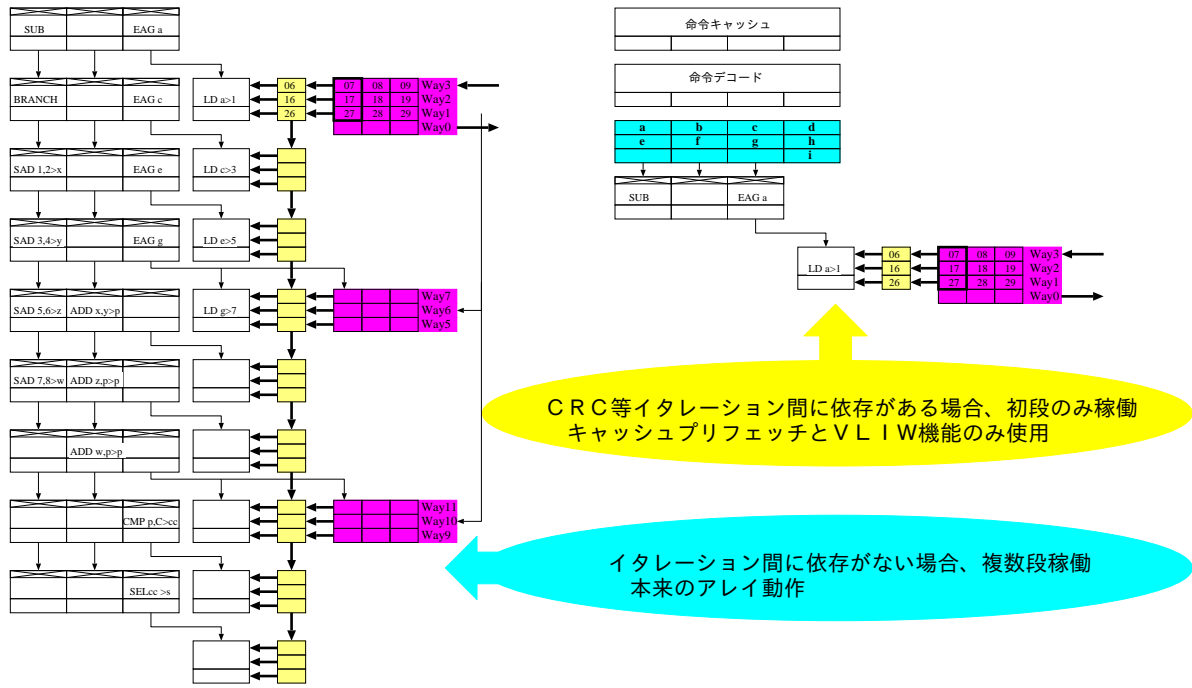 SUB EAG a
BRANCH EAG c LD a>1
06 07 08 09 Way3
16 17 18 19 Way2
26 27 28 29 Way1
Way0
SAD 1,2>x EAG e LD c>3
SAD 3,4>y EAG g LD e>5
SAD 5,6>z ADD x,y>p LD g>7
Way7
Way6
Way5
SAD 7,8>w ADD z,p>p
ADD w,p>p
CMP p,C>cc
Way11
Way10
Way9
SELcc >s
命令キャッシュ
命令デコード
a b c d
e f g h
i
SUB EAG a
LD a>1
06 07 08 09 Way3
16 17 18 19 Way2
26 27 28 29 Way1
Way0
ＣＲＣ等イタレーション間に依存がある場合、初段のみ稼働
キャッシュプリフェッチとＶＬＩＷ機能のみ使用
イタレーション間に依存がない場合、複数段稼働
本来のアレイ動作